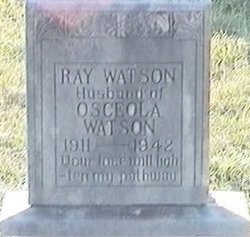 RAY WATSON
Husband of
OSCEOLA
WATSON
1911 — 1942
Your love will ligh
-ten my pathway